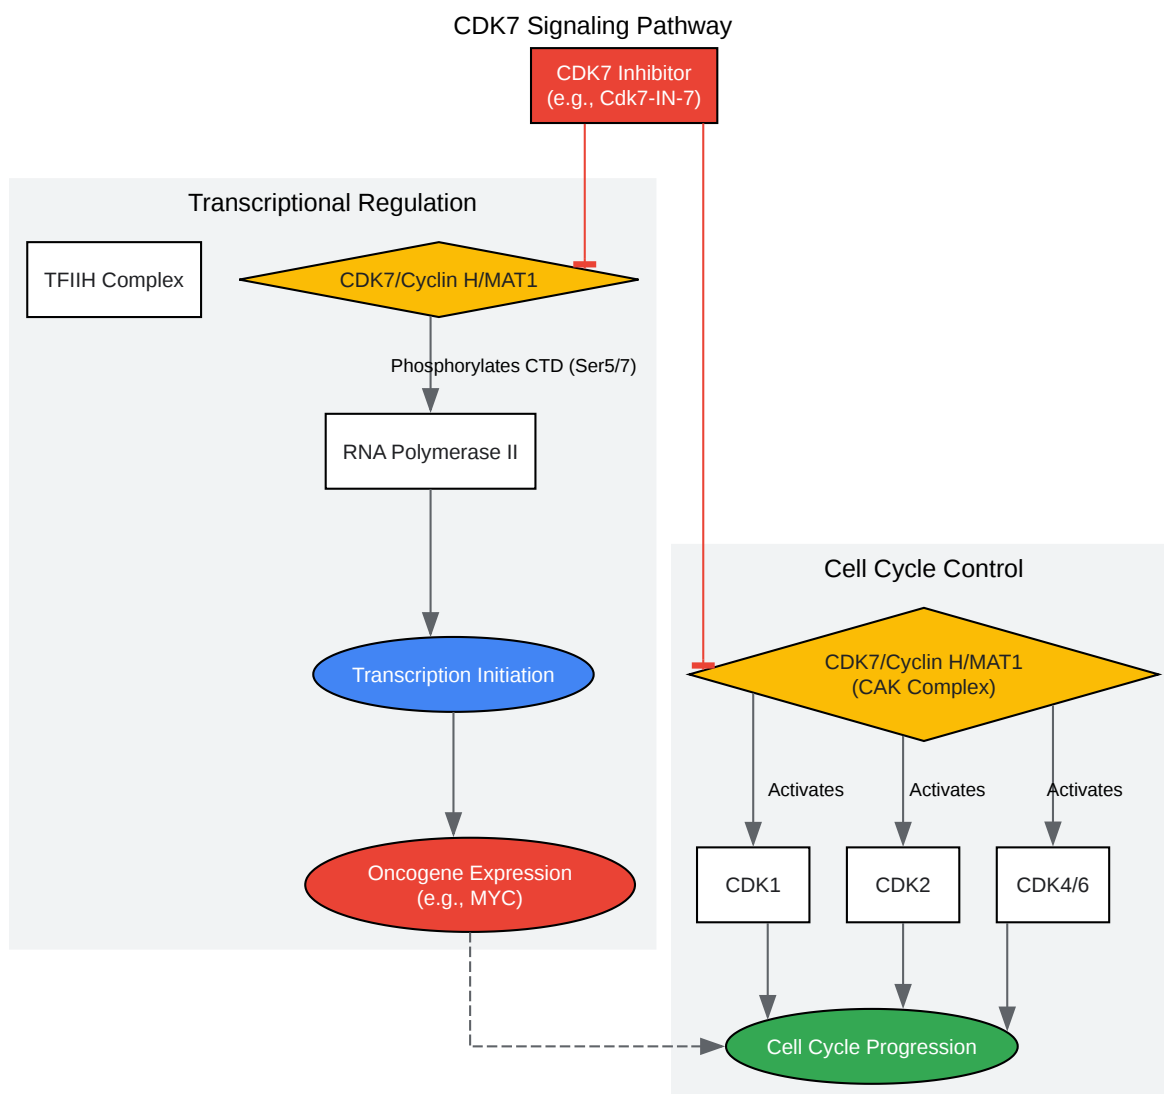 CDK7 Signaling Pathway
CDK7 Inhibitor
(e.g., Cdk7-IN-7)
Transcriptional Regulation
TFIIH Complex
CDK7/Cyclin H/MAT1
Phosphorylates CTD (Ser5/7)
RNA Polymerase II
Transcription Initiation
Oncogene Expression
(e.g., MYC)
Cell Cycle Control
CDK7/Cyclin H/MAT1
(CAK Complex)
Activates
Activates
Activates
CDK1
CDK2
CDK4/6
Cell Cycle Progression